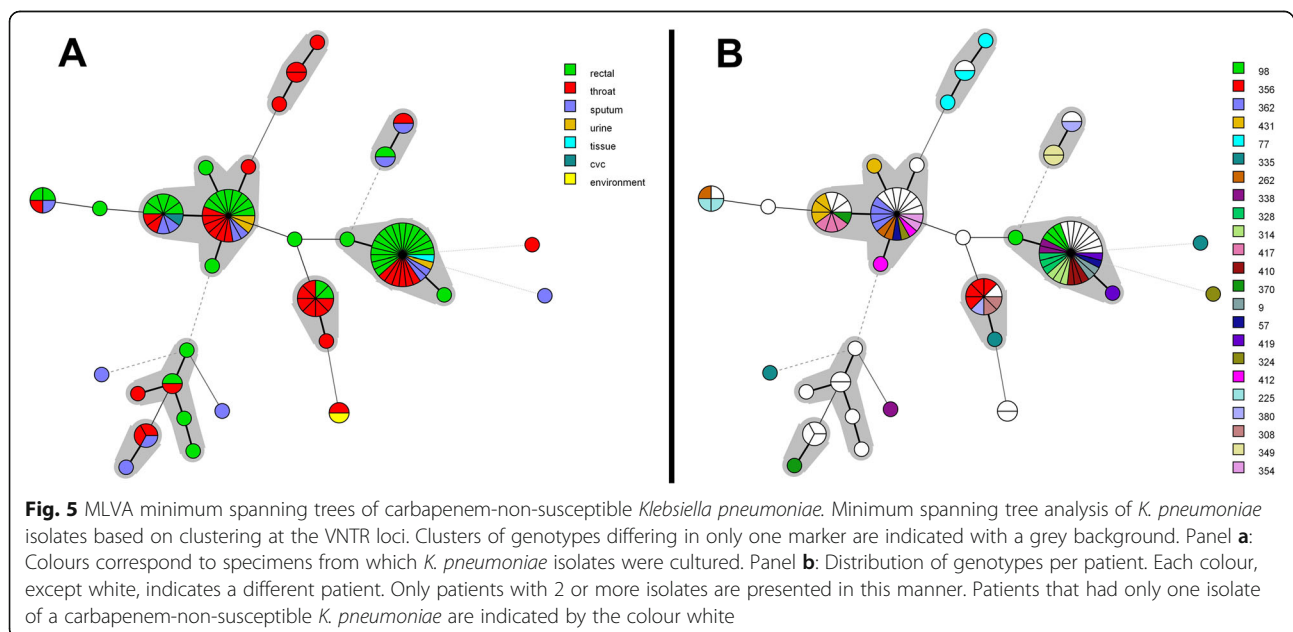 A
rectal
throat
sputum
urine
tissue
cvc
environment
B
98
356
362
431
77
335
262
338
328
314
417
410
370
9
57
419
324
412
225
380
308
349
354
Fig. 5 MLVA minimum spanning trees of carbapenem-non-susceptible Klebsiella pneumoniae. Minimum spanning tree analysis of K. pneumoniae
isolates based on clustering at the VNTR loci. Clusters of genotypes differing in only one marker are indicated with a grey background. Panel a:
Colours correspond to specimens from which K. pneumoniae isolates were cultured. Panel b: Distribution of genotypes per patient. Each colour,
except white, indicates a different patient. Only patients with 2 or more isolates are presented in this manner. Patients that had only one isolate
of a carbapenem-non-susceptible K. pneumoniae are indicated by the colour white